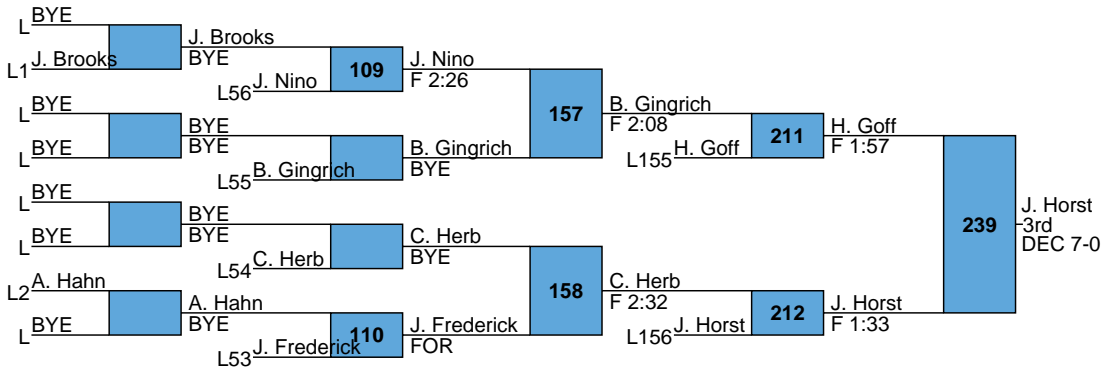 L BYE
L1 J. Brooks
J. Brooks
BYE
L56 J. Nino
109
J. Nino
F 2:26
L BYE
L BYE
BYE
BYE
L55 B. Gingrich
B. Gingrich
BYE
157
B. Gingrich
F 2:08
L155 H. Goff
211
H. Goff
F 1:57
L BYE
L BYE
BYE
BYE
L54 C. Herb
C. Herb
BYE
L2 A. Hahn
L BYE
A. Hahn
BYE
L53 J. Frederick
110
J. Frederick
FOR
158
C. Herb
F 2:32
L156 J. Horst
212
J. Horst
F 1:33
239
J. Horst
3rd
DEC 7-0